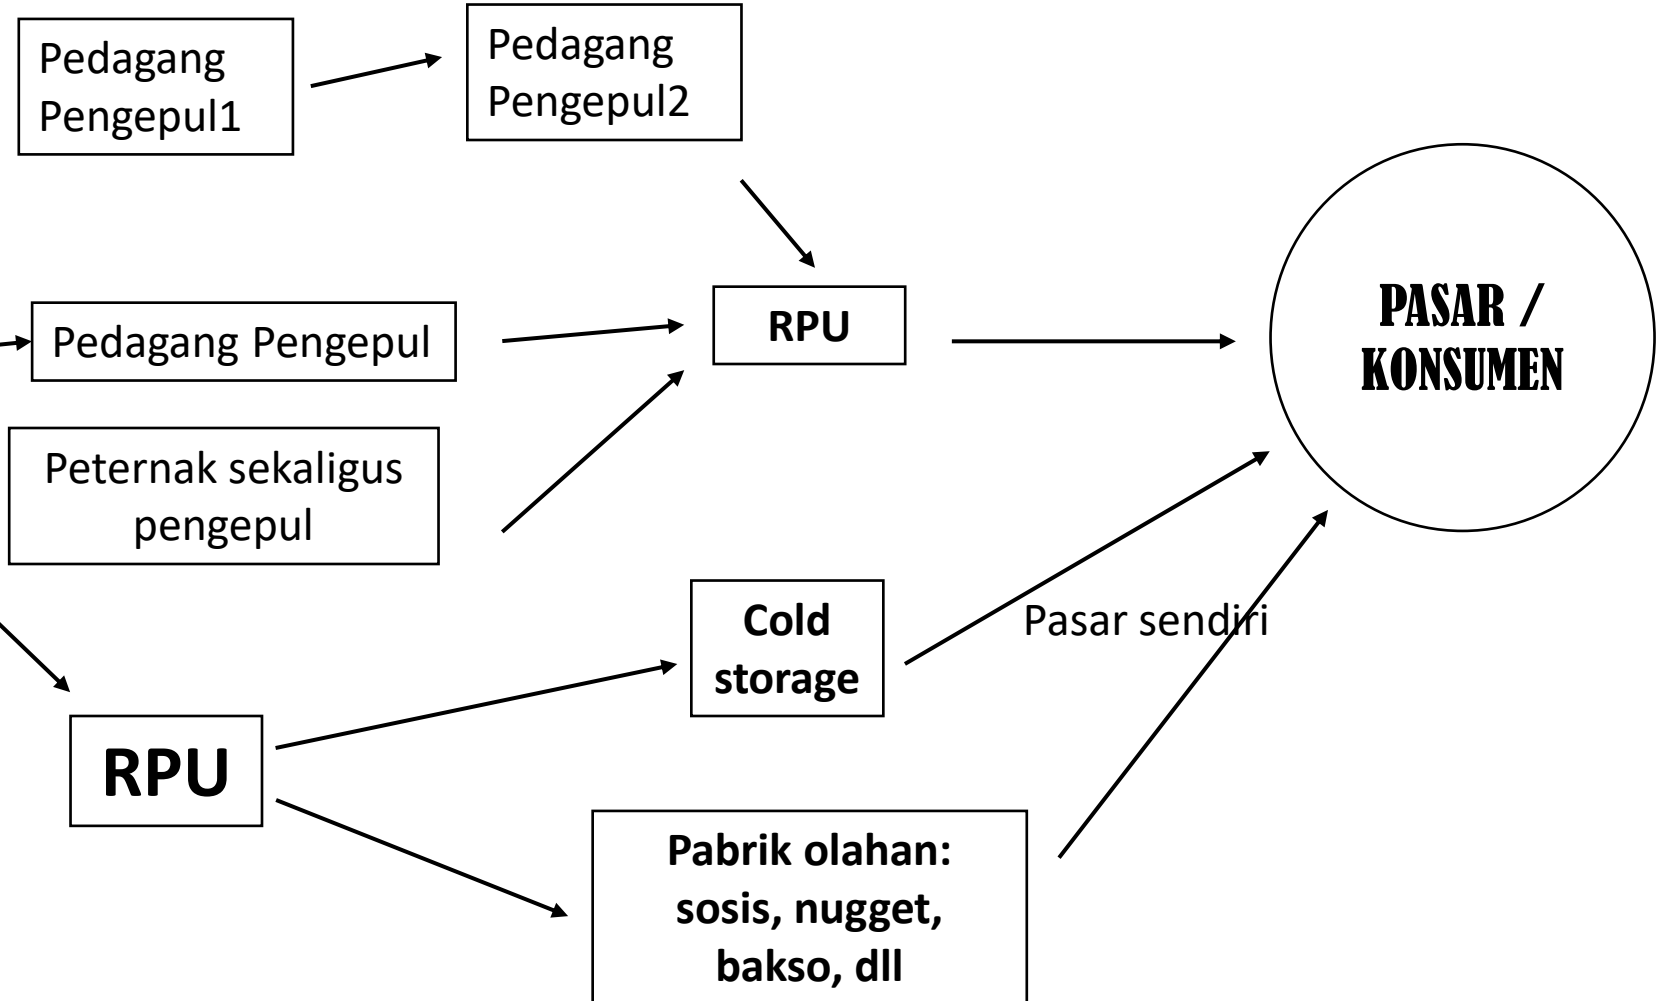 Pedagang
Pengepul1
Pedagang
Pengepul2
Pedagang Pengepul
RPU
PASAR /
KONSUMEN
Peternak sekaligus
pengepul
Cold
storage
Pasar sendiri
RPU
Pabrik olahan:
sosis, nugget,
bakso, dll